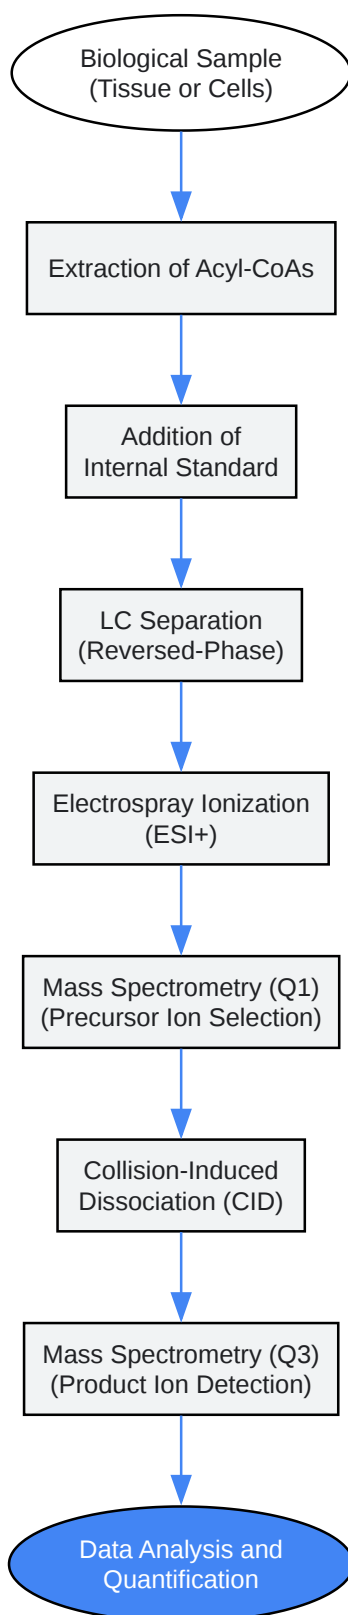 Biological Sample
(Tissue or Cells)
Extraction of Acyl-CoAs
Addition of
Internal Standard
LC Separation
(Reversed-Phase)
Electrospray Ionization
(ESI+)
Mass Spectrometry (Q1)
(Precursor Ion Selection)
Collision-Induced
Dissociation (CID)
Mass Spectrometry (Q3)
(Product Ion Detection)
Data Analysis and
Quantification